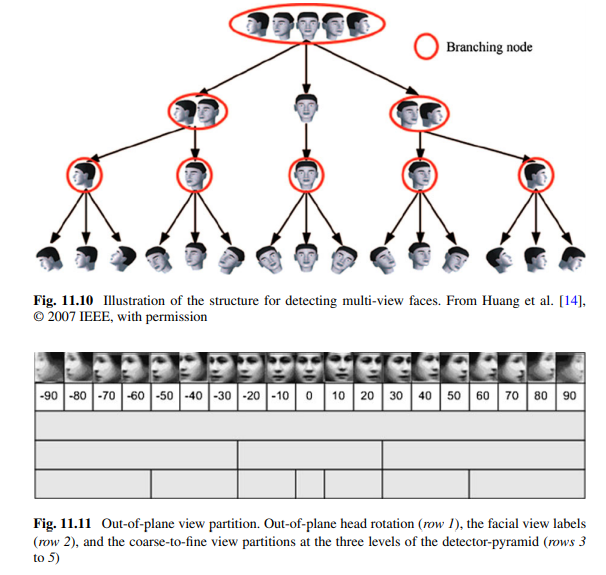 Branching node
Fig. 11.10 Illustration of the structure for detecting multi-view faces. From Huang et al. [14],
© 2007 IEEE, with permission
-90 -80 -70 -60 -50 -40 -30 -20 -10 0 10 20 30 40 50 60 70 80 90
Fig. 11.11 Out-of-plane view partition. Out-of-plane head rotation (row 1), the facial view labels
(row 2), and the coarse-to-fine view partitions at the three levels of the detector-pyramid (rows 3
to 5)